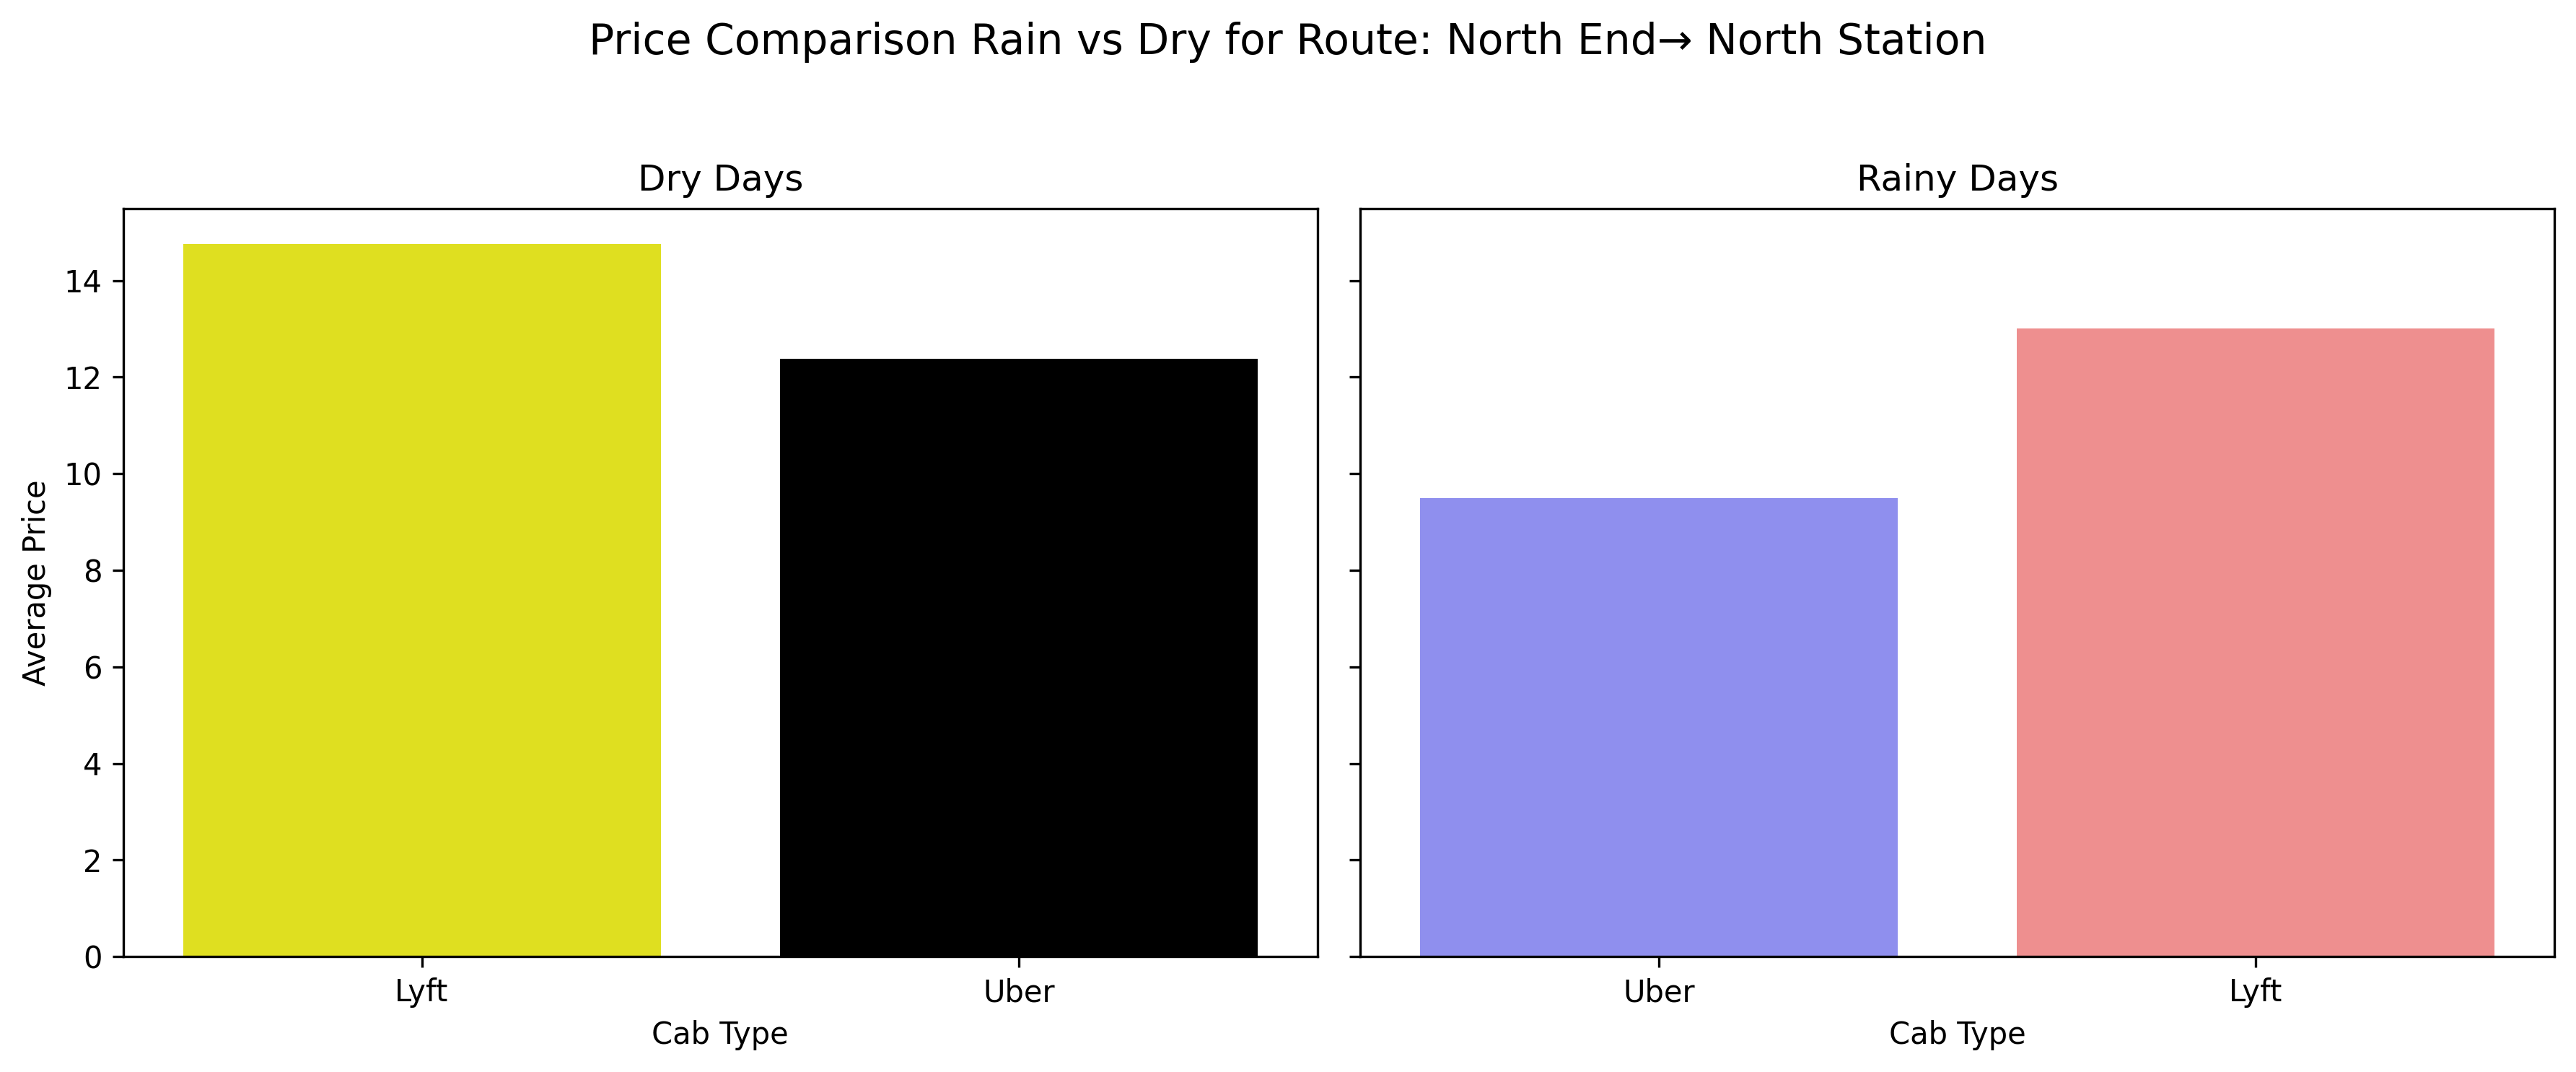 Price Comparison Rain vs Dry for Route: North End→ North Station
Dry Days
Average Price
14
12
10
8
6
4
2
0
Lyft Uber
Cab Type
Rainy Days
Uber Lyft
Cab Type